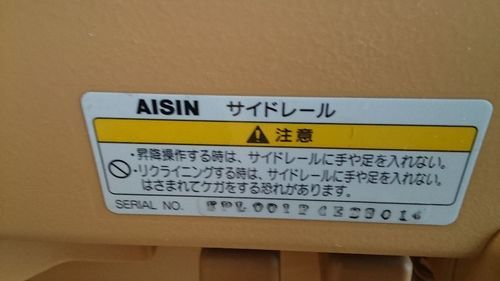 AISIN サイドレール
注意
・昇降操作する時は、サイドレールに手や足を入れない。
・リクライニングする時は、サイドレールに手や足を入れない。
はさまれてケガをする恐れがあります。
SERIAL NO.